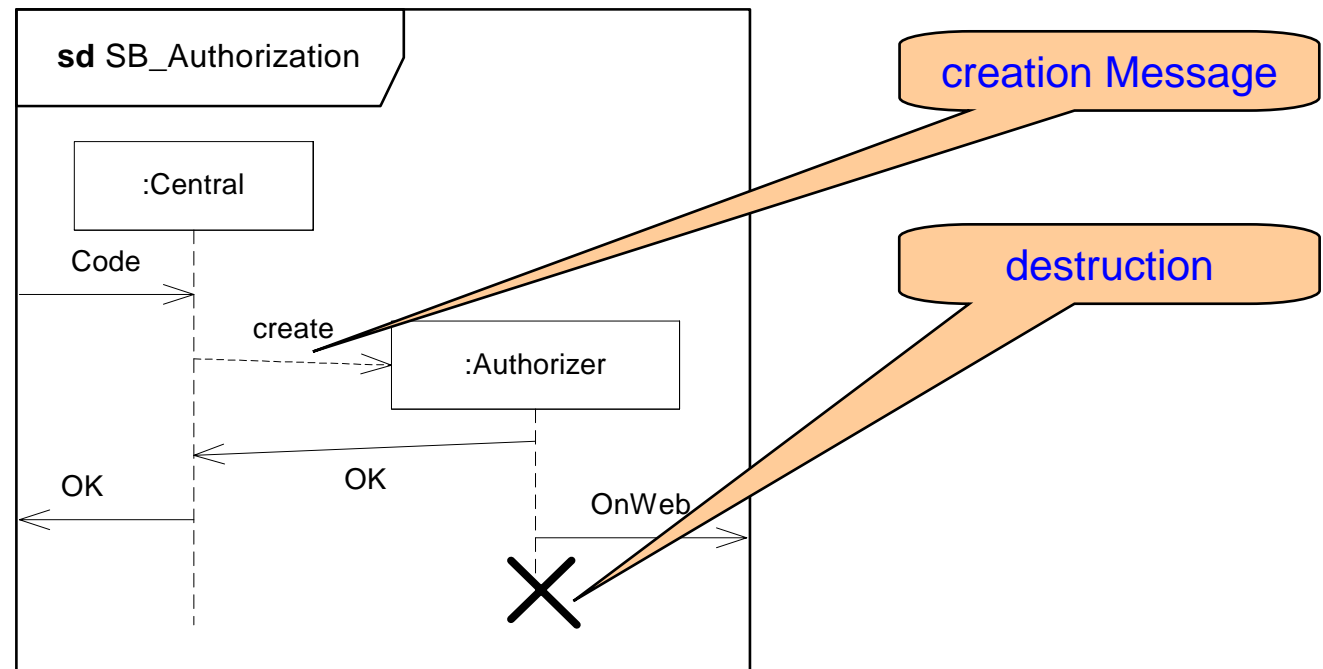 sd SB_Authorization
creation Message
:Central
destruction
Code
create
:Authorizer
OK
OK
OnWeb